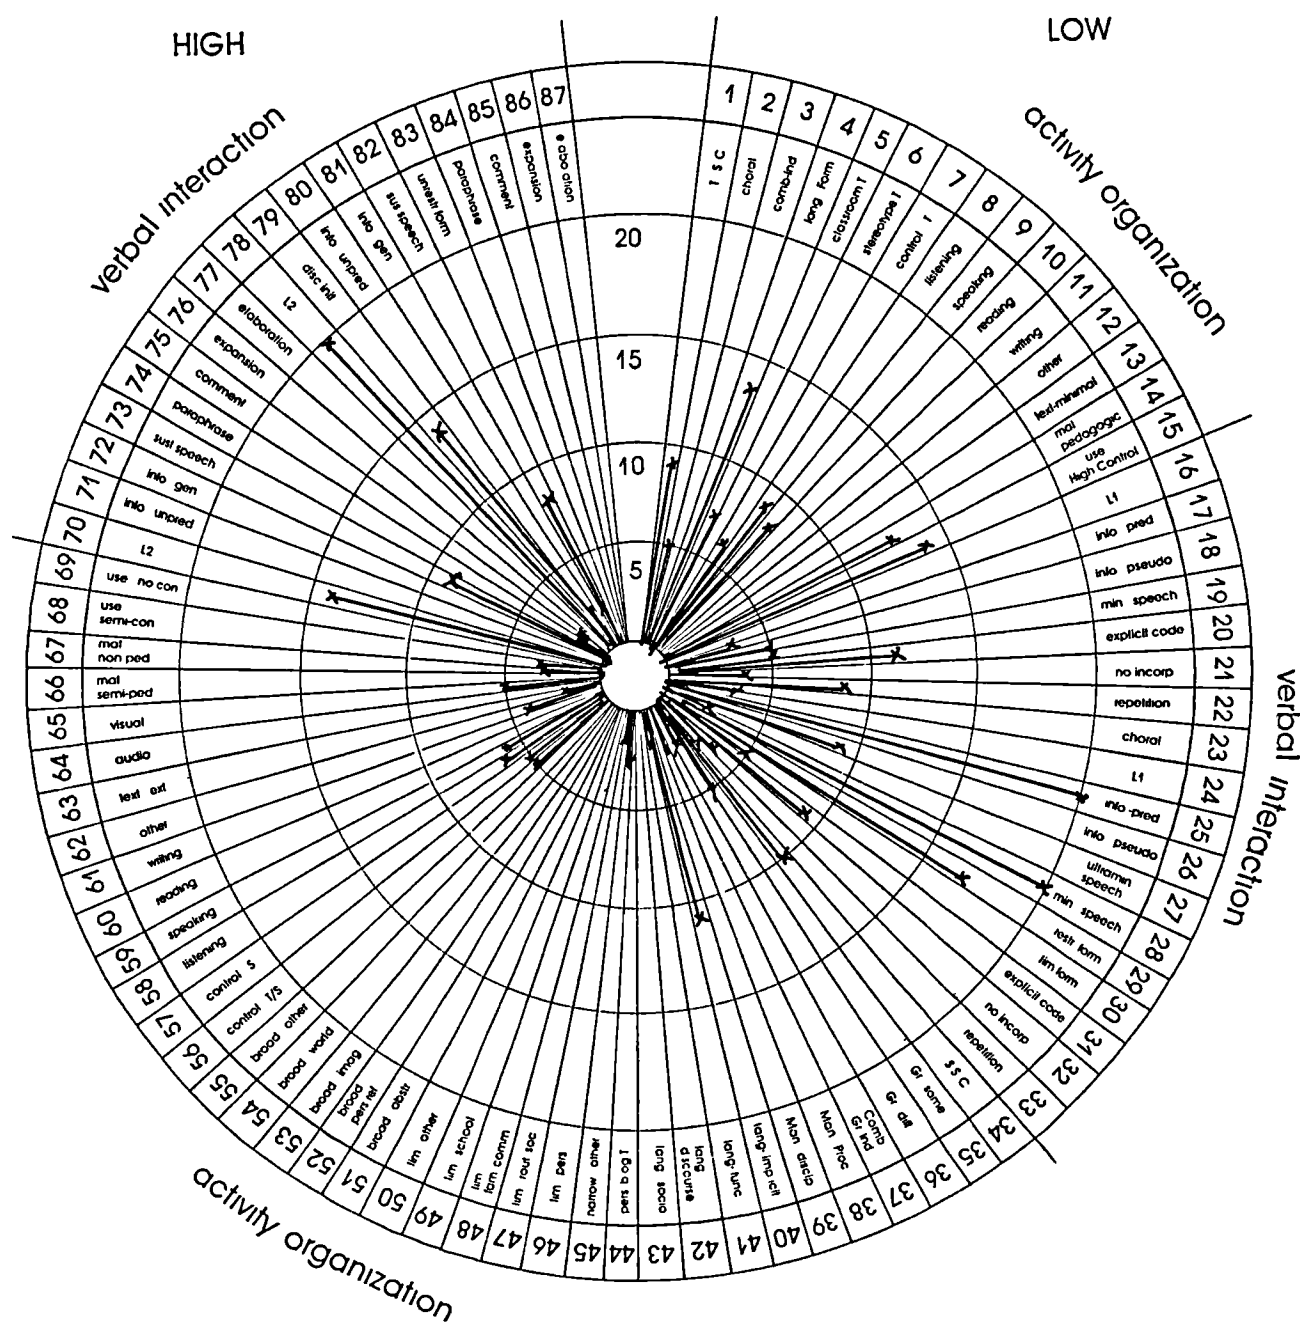 HIGH
LOW
verbal interaction
activity organization
verbal interaction
activity organization
20
15
10
5
1
T S C
2
choral
3
comb-ind
4
long form
5
classroom T
6
stereotype T
7
control T
8
listening
9
speaking
10
reading
11
writing
12
other
13
text-minimal
14
mat
pedagogic
15
use
High Control
16
L1
17
info pred
18
info pseudo
19
min speech
20
explicit code
21
no incorp
22
repetition
23
choral
24
L1
25
info -pred
26
info pseudo
27
ultramin
speech
28
min speech
29
restr form
30
lim form
31
explicit code
32
no incorp
33
repetition
34
S S C
35
Gr same
36
Gr diff
37
Comb
Gr Ind
38
Man Proc
39
Man discip
40
lang- imp icit
41
lang- func
42
lang
d scourse
43
lang socio
44
pers b og T
45
narrow other
46
lim pers
47
lim rout soc
48
lim
fam comm
49
lim school
50
lim other
51
broad abstr
52
broad
pers ref
53
broad imag
54
broad world
55
broad other
56
control T/S
57
control S
58
listening
59
speaking
60
reading
61
writing
62
other
63
text ext
64
audio
65
visual
66
mat
semi-ped
67
mat
non ped
68
use
semi-con
69
use no con
70
L2
71
info unpred
72
info gen
73
sust speech
74
paraphrase
75
comment
76
expansion
77
elaboration
78
L2
79
disc init
80
info unpred
81
info gen
82
sus speech
83
unrestr form
84
paraphrase
85
comment
86
expansion
87
e abo ation